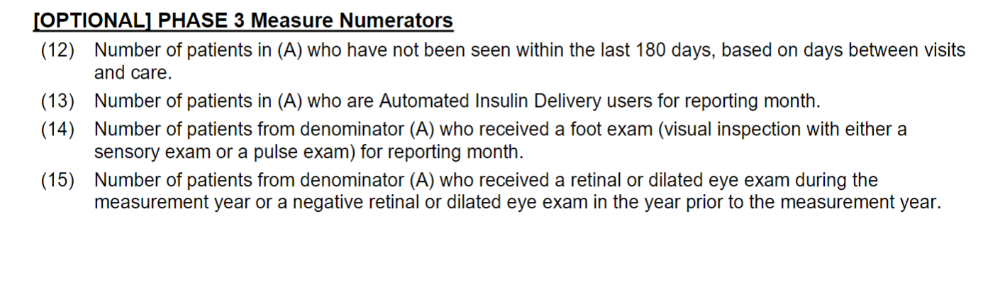 [OPTIONAL] PHASE 3 Measure Numerators
(12) Number of patients in (A) who have not been seen within the last 180 days, based on days between visits
and care.
(13) Number of patients in (A) who are Automated Insulin Delivery users for reporting month.
(14) Number of patients from denominator (A) who received a foot exam (visual inspection with either a
sensory exam or a pulse exam) for reporting month.
(15) Number of patients from denominator (A) who received a retinal or dilated eye exam during the
measurement year or a negative retinal or dilated eye exam in the year prior to the measurement year.